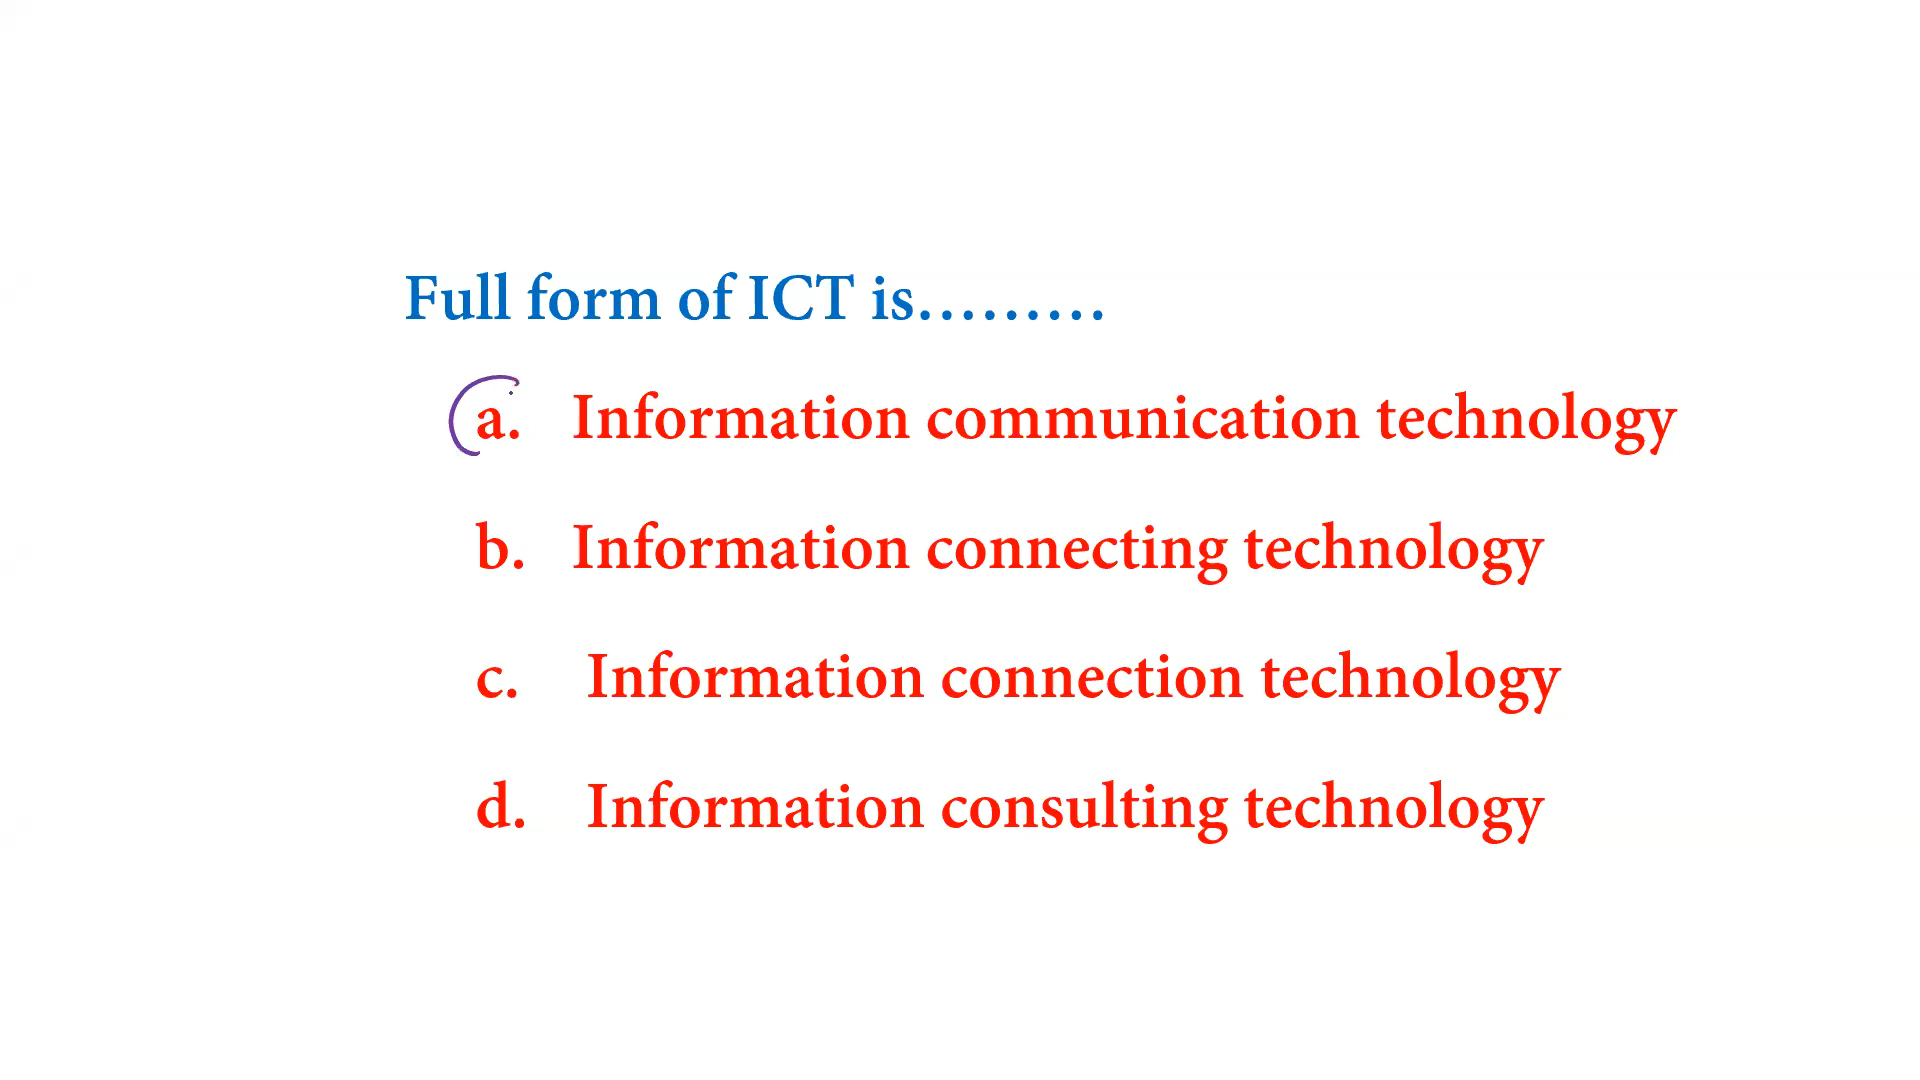 Full form of ICT is.........
a. Information communication technology
b. Information connecting technology
c. Information connection technology
d. Information consulting technology